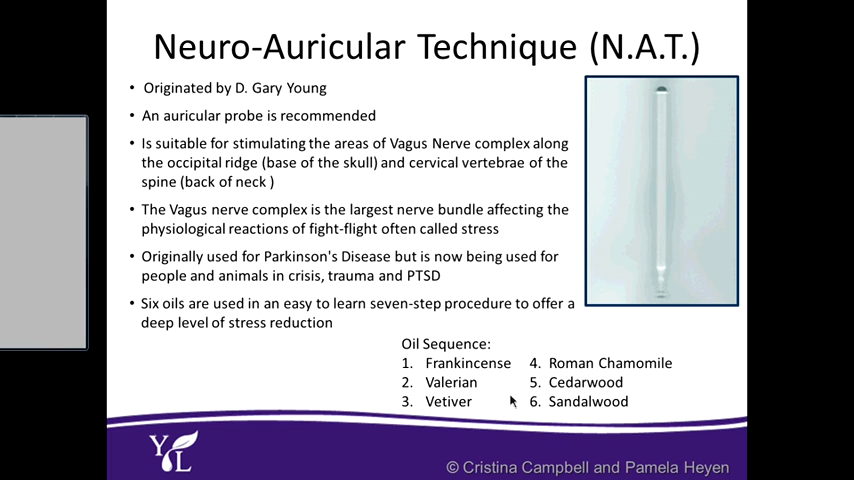 Neuro-Auricular Technique (N.A.T.)
• Originated by D. Gary Young
• An auricular probe is recommended
• Is suitable for stimulating the areas of Vagus Nerve complex along
the occipital ridge (base of the skull) and cervical vertebrae of the
spine (back of neck )
• The Vagus nerve complex is the largest nerve bundle affecting the
physiological reactions of fight-flight often called stress
• Originally used for Parkinson's Disease but is now being used for
people and animals in crisis, trauma and PTSD
• Six oils are used in an easy to learn seven-step procedure to offer a
deep level of stress reduction
Oil Sequence:
1. Frankincense
2. Valerian
3. Vetiver
4. Roman Chamomile
5. Cedarwood
6. Sandalwood
YL
© Cristina Campbell and Pamela Heyen